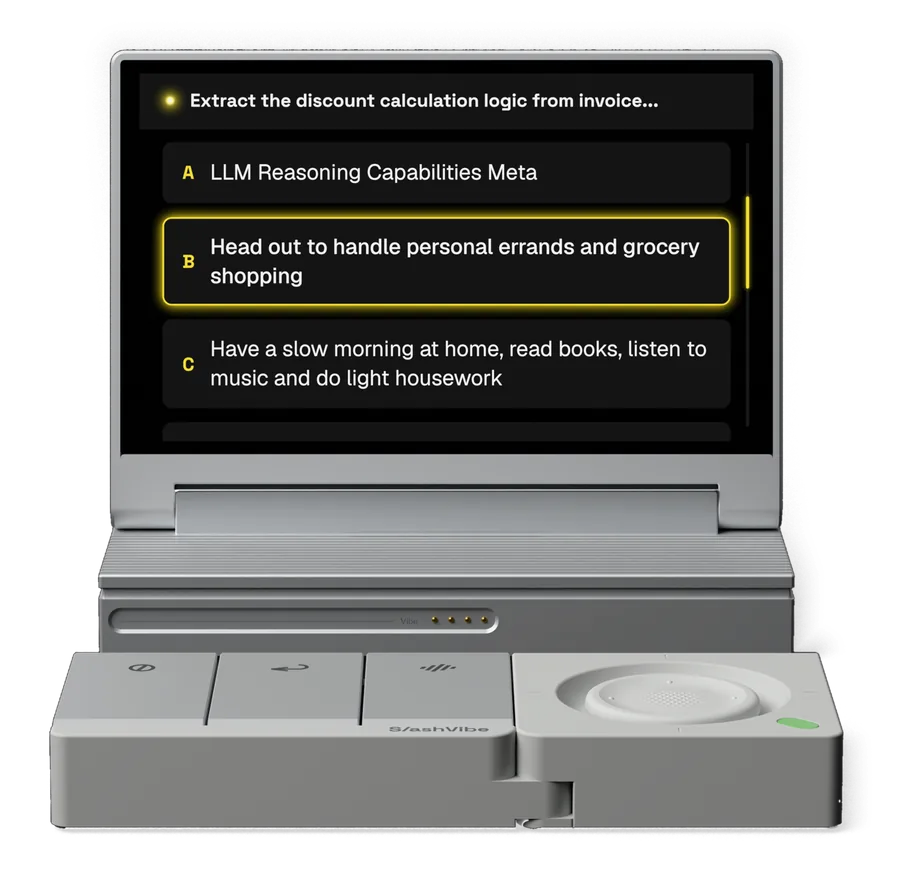 Extract the discount calculation logic from invoice...
A LLM Reasoning Capabilities Meta
B Head out to handle personal errands and grocery
shopping
C Have a slow morning at home, read books, listen to
music and do light housework
Vibe
S/ashVibe